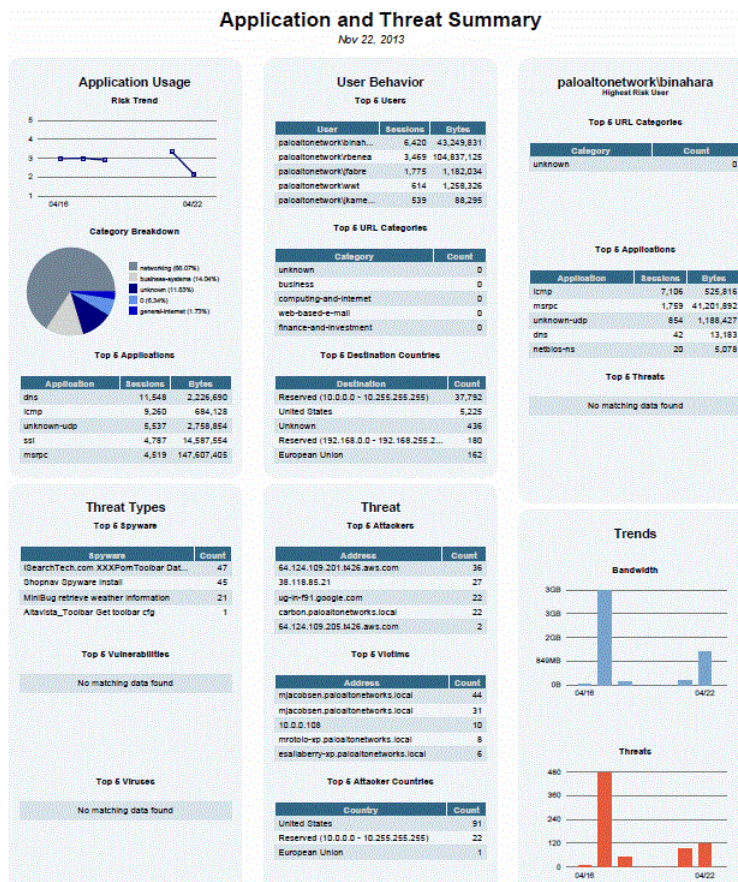 Application and Threat Summary
Nov 22, 2013
Application Usage
Risk Trend
5
4
3
2
1
04/16
04/22
Category Breakdown
networking (66.07%)
business-systems (14.04%)
unknown (11.83%)
0 (6.34%)
general-internet (1.73%)
Top 5 Applications
Application Sessions Bytes
dns 11,548 2,226,690
icmp 9,260 684,128
unknown-udp 5,537 2,758,854
ssl 4,787 14,587,554
msrpc 4,519 147,607,405
User Behavior
Top 5 Users
User Sessions Bytes
paloaltonetwork\binah... 6,420 43,249,831
paloaltonetwork\rbenea 3,469 104,837,125
paloaltonetwork\jfabre 1,775 1,182,034
paloaltonetwork\wwt 614 1,258,326
paloaltonetwork\jkame... 539 88,295
Top 5 URL Categories
Category Count
unknown 0
business 0
computing-and-internet 0
web-based-e-mail 0
finance-and-investment 0
Top 5 Destination Countries
Destination Count
Reserved (10.0.0.0 - 10.255.255.255) 37,792
United States 5,225
Unknown 436
Reserved (192.168.0.0 - 192.168.255.2... 180
European Union 162
paloaltonetwork\binahara
Highest Risk User
Top 5 URL Categories
Category Count
unknown 0
Top 5 Applications
Application Sessions Bytes
icmp 7,106 525,816
msrpc 1,759 41,201,892
unknown-udp 854 1,188,427
dns 42 13,183
netbios-ns 20 5,078
Top 5 Threats
No matching data found
Threat Types
Top 5 Spyware
Spyware Count
ISearchTech.com XXXPornToolbar Dat... 47
Shopnav Spyware Install 45
MiniBug retrieve weather information 21
Altavista_Toolbar Get toolbar cfg 1
Top 5 Vulnerabilities
No matching data found
Top 5 Viruses
No matching data found
Threat
Top 5 Attackers
Address Count
64.124.109.201.t426.aws.com 36
38.118.85.21 27
ug-in-f91.google.com 22
carbon.paloaltonetworks.local 22
64.124.109.205.t426.aws.com 2
Top 5 Victims
Address Count
mjacobsen.paloaltonetworks.local 44
mjacobsen.paloaltonetworks.local 31
10.0.0.108 10
mrotolo-xp.paloaltonetworks.local 8
esallaberry-xp.paloaltonetworks.local 6
Top 5 Attacker Countries
Country Count
United States 91
Reserved (10.0.0.0 - 10.255.255.255) 22
European Union 1
Trends
Bandwidth
3GB
3GB
2GB
849MB
0B
04/16
04/22
Threats
480
360
240
120
0
04/16
04/22